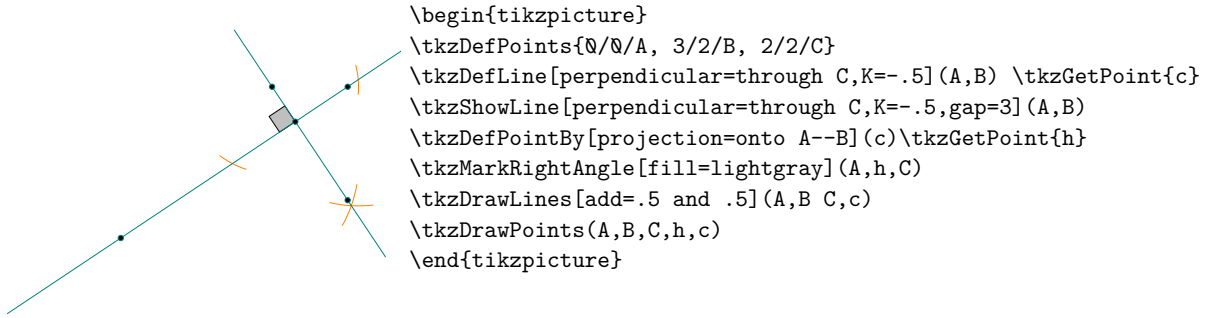 \begin{tikzpicture}
\tkzDefPoints{0/0/A, 3/2/B, 2/2/C}
\tkzDefLine[perpendicular=through C,K=-.5](A,B) \tkzGetPoint{c}
\tkzShowLine[perpendicular=through C,K=-.5,gap=3](A,B)
\tkzDefPointBy[projection=onto A--B](c)\tkzGetPoint{h}
\tkzMarkRightAngle[fill=lightgray](A,h,C)
\tkzDrawLines[add=.5 and .5](A,B C,c)
\tkzDrawPoints(A,B,C,h,c)
\end{tikzpicture}